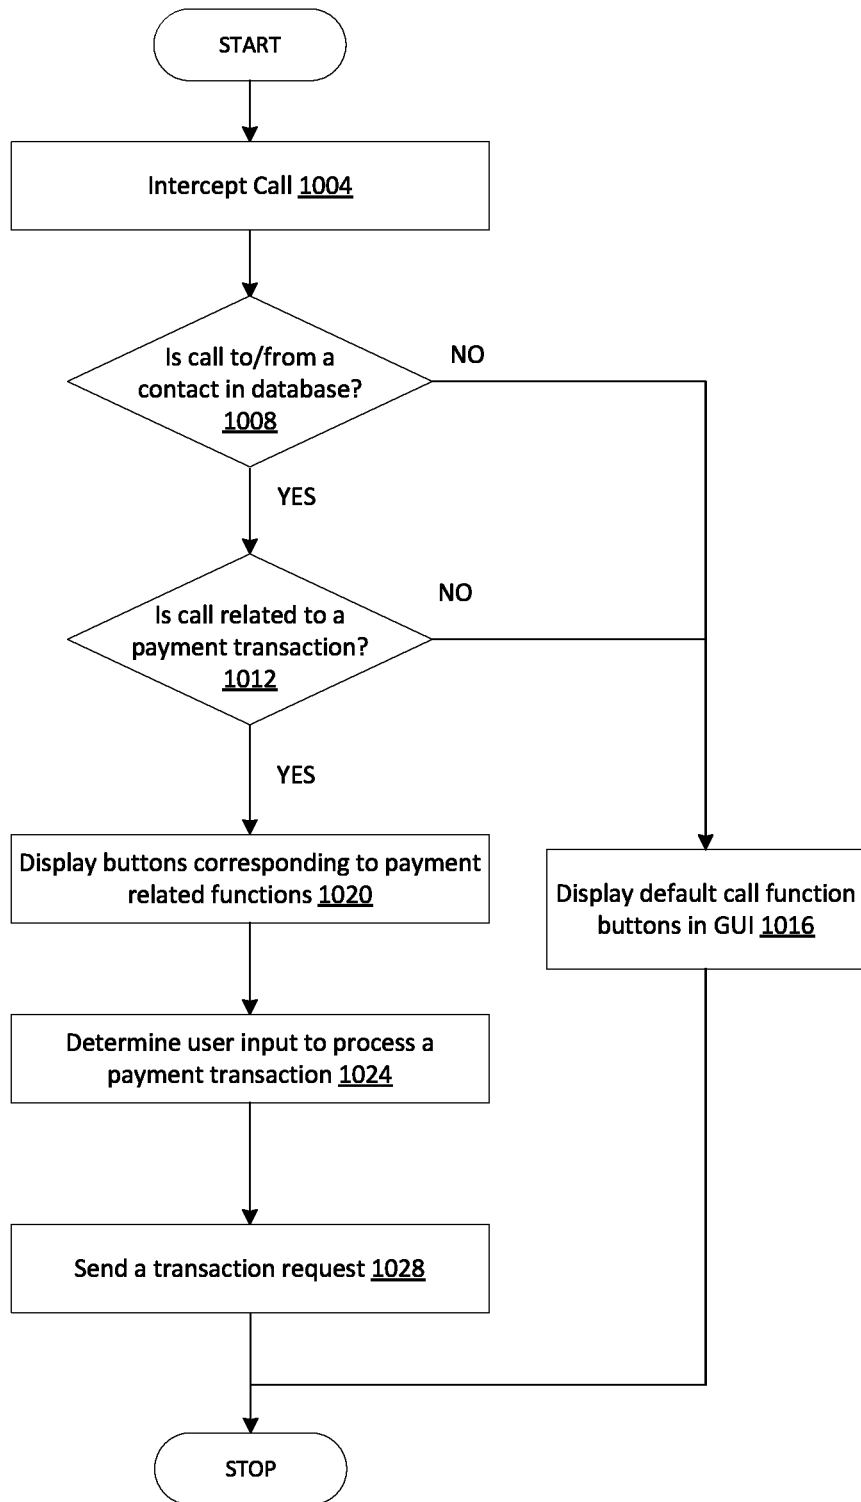 START
Intercept Call 1004
Is call to/from a
contact in database?
1008
NO
YES
Is call related to a
payment transaction?
1012
NO
YES
Display buttons corresponding to payment
related functions 1020
Display default call function
buttons in GUI 1016
Determine user input to process a
payment transaction 1024
Send a transaction request 1028
STOP